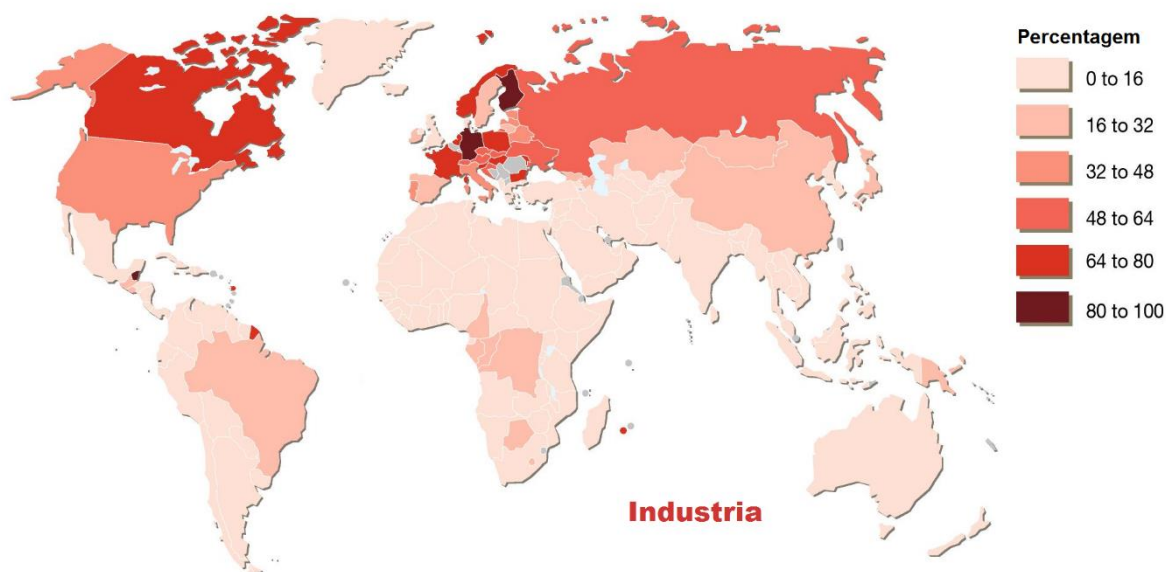 Percentagem
0 to 16
16 to 32
32 to 48
48 to 64
64 to 80
80 to 100
Industria